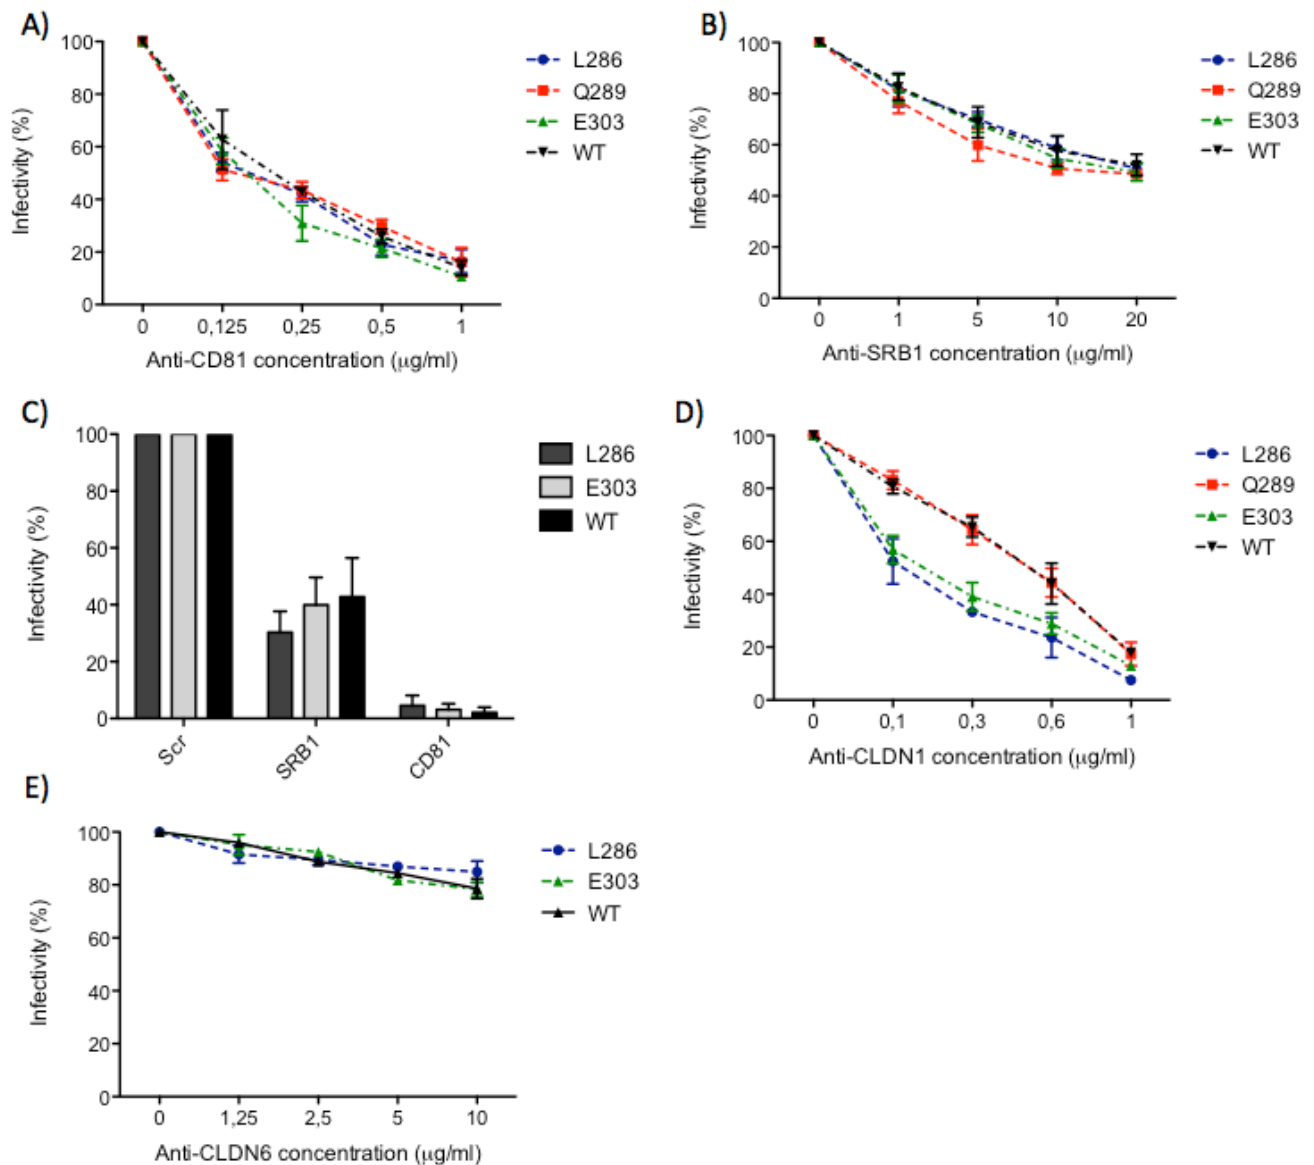 A)
Infectivity (%)
100
80
60
40
20
0
0 0,125 0,25 0,5 1
Anti-CD81 concentration (μg/ml)
L286
Q289
E303
WT
B)
Infectivity (%)
100
80
60
40
20
0
0 1 5 10 20
Anti-SRB1 concentration (μg/ml)
L286
Q289
E303
WT
C)
Infectivity (%)
100
80
60
40
20
0
Scr SRB1 CD81
L286
E303
WT
D)
Infectivity (%)
100
80
60
40
20
0
0 0,1 0,3 0,6 1
Anti-CLDN1 concentration (μg/ml)
L286
Q289
E303
WT
E)
Infectivity (%)
100
80
60
40
20
0
0 1,25 2,5 5 10
Anti-CLDN6 concentration (μg/ml)
L286
E303
WT